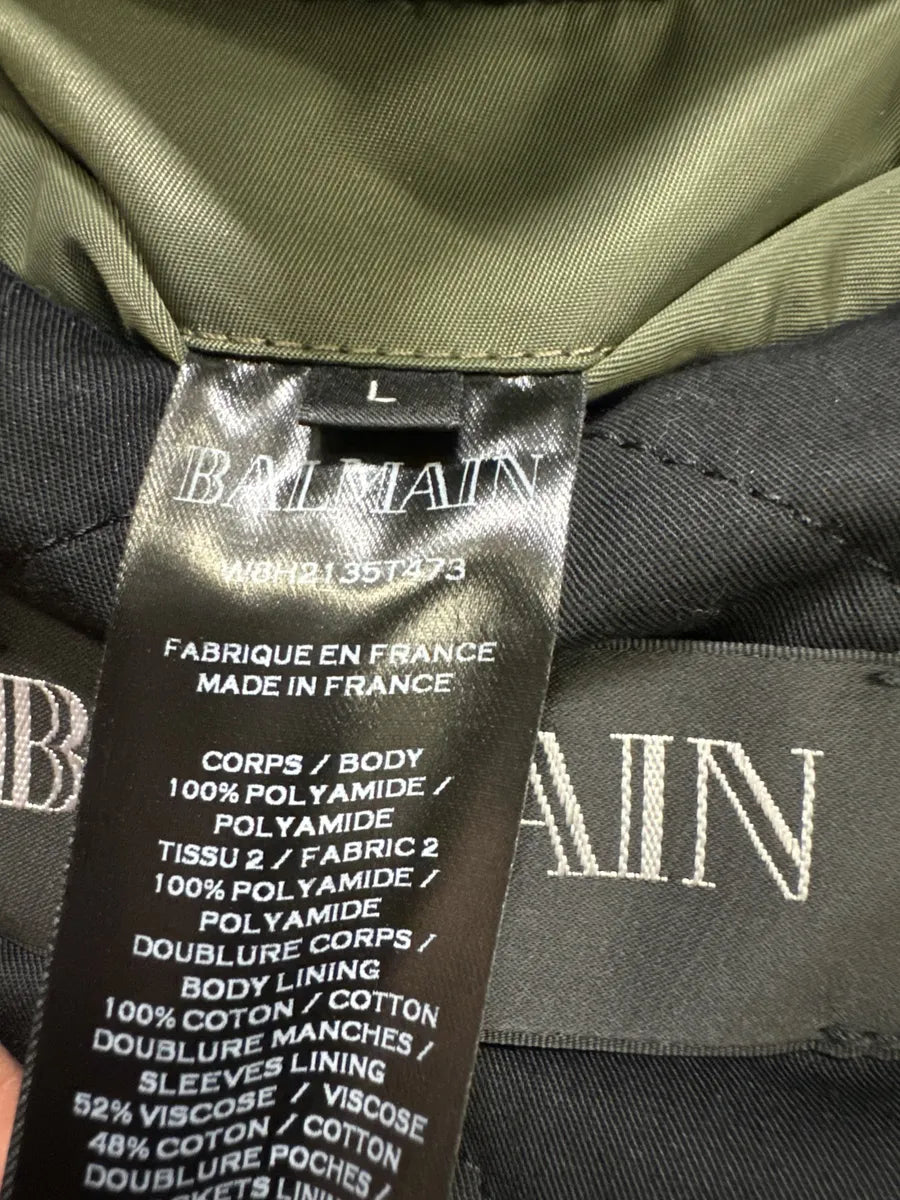 L
BALMAIN
W8H2135T473
FABRIQUE EN FRANCE
MADE IN FRANCE
CORPS / BODY
100% POLYAMIDE /
POLYAMIDE
TISSU 2 / FABRIC 2
100% POLYAMIDE /
POLYAMIDE
DOUBLURE CORPS /
BODY LINING
100% COTON / COTTON
DOUBLURE MANCHES /
SLEEVES LINING
52% VISCOSE / VISCOSE
48% COTON / COTTON
DOUBLURE POCHES /
B AIN